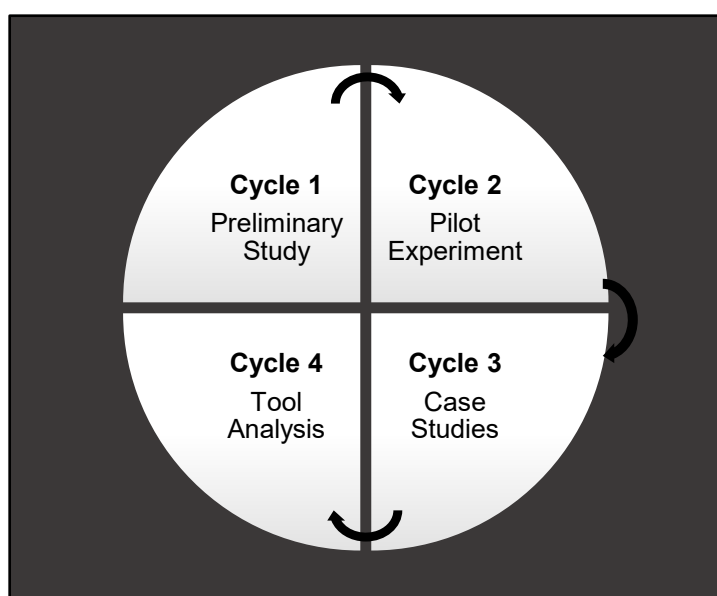 Cycle 1
Preliminary
Study
Cycle 2
Pilot
Experiment
Cycle 4
Tool
Analysis
Cycle 3
Case
Studies